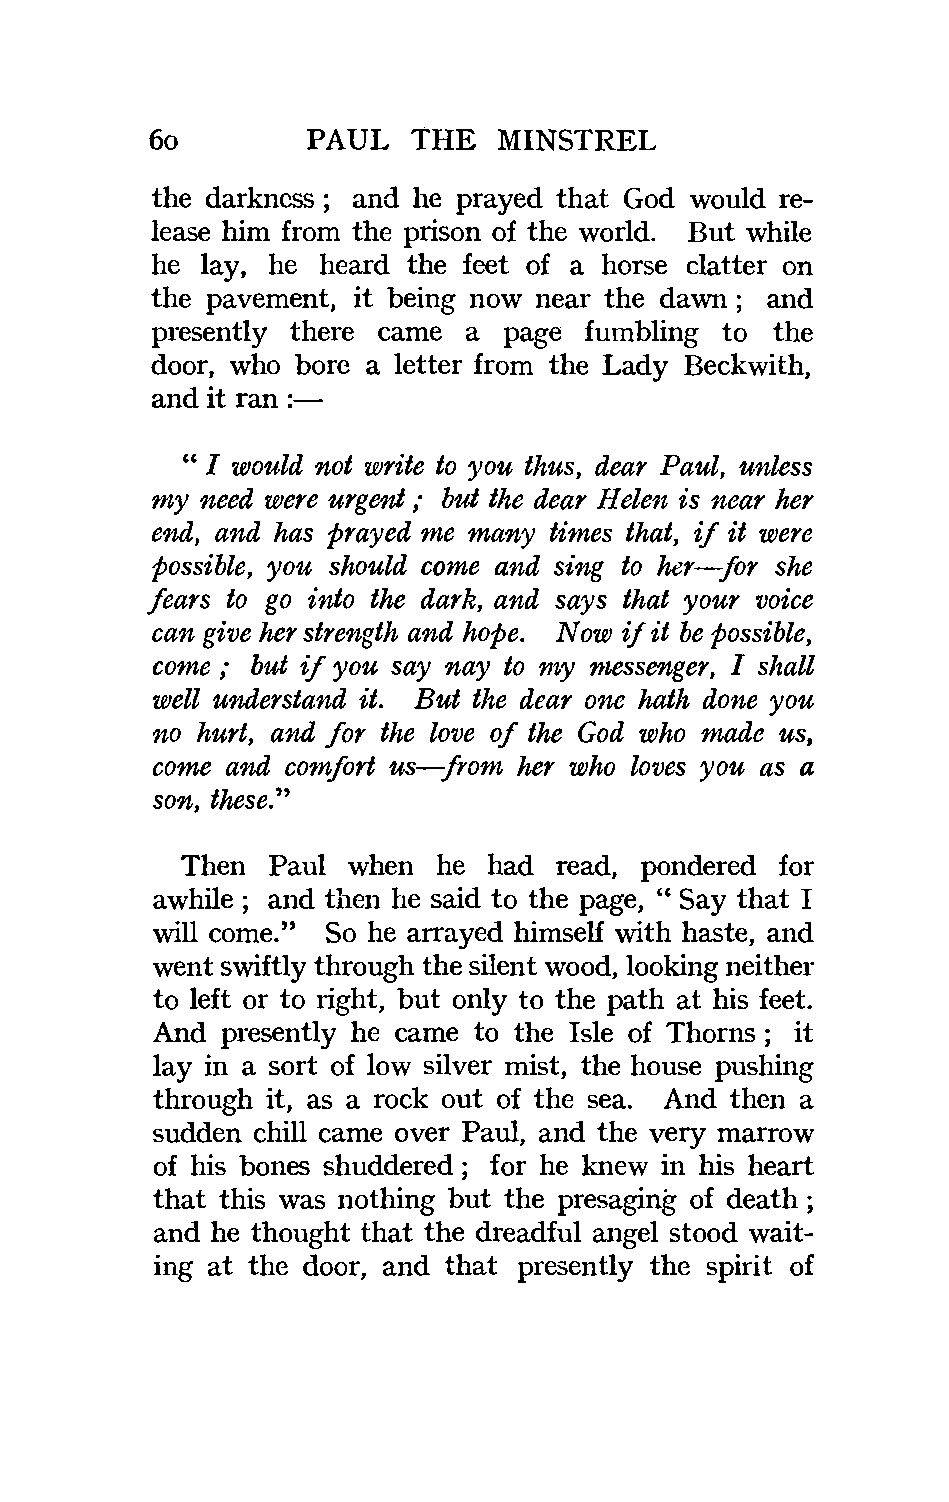 60 PAUL THE MINSTREL
the darkness ; and he prayed that God would re-
lease him from the prison of the world. But while
he lay, he heard the feet of a horse clatter on
the pavement, it being now near the dawn ; and
presently there came a page fumbling to the
door, who bore a letter from the Lady Beckwith,
and it ran :—
“ I would not write to you thus, dear Paul, unless
my need were urgent ; but the dear Helen is near her
end, and has prayed me many times that, if it were
possible, you should come and sing to her—for she
fears to go into the dark, and says that your voice
can give her strength and hope. Now if it be possible,
come ; but if you say nay to my messenger, I shall
well understand it. But the dear one hath done you
no hurt, and for the love of the God who made us,
come and comfort us—from her who loves you as a
son, these.”
Then Paul when he had read, pondered for
awhile ; and then he said to the page, “ Say that I
will come.” So he arrayed himself with haste, and
went swiftly through the silent wood, looking neither
to left or to right, but only to the path at his feet.
And presently he came to the Isle of Thorns ; it
lay in a sort of low silver mist, the house pushing
through it, as a rock out of the sea. And then a
sudden chill came over Paul, and the very marrow
of his bones shuddered ; for he knew in his heart
that this was nothing but the presaging of death ;
and he thought that the dreadful angel stood wait-
ing at the door, and that presently the spirit of